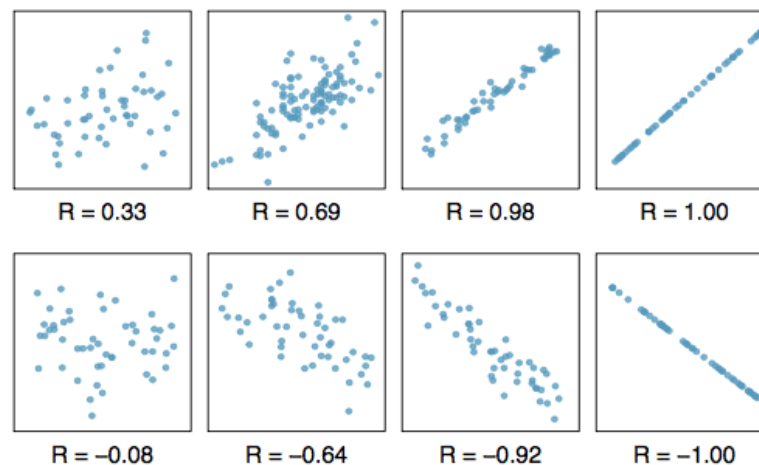 R = 0.33 R = 0.69 R = 0.98 R = 1.00
R = −0.08 R = −0.64 R = −0.92 R = −1.00